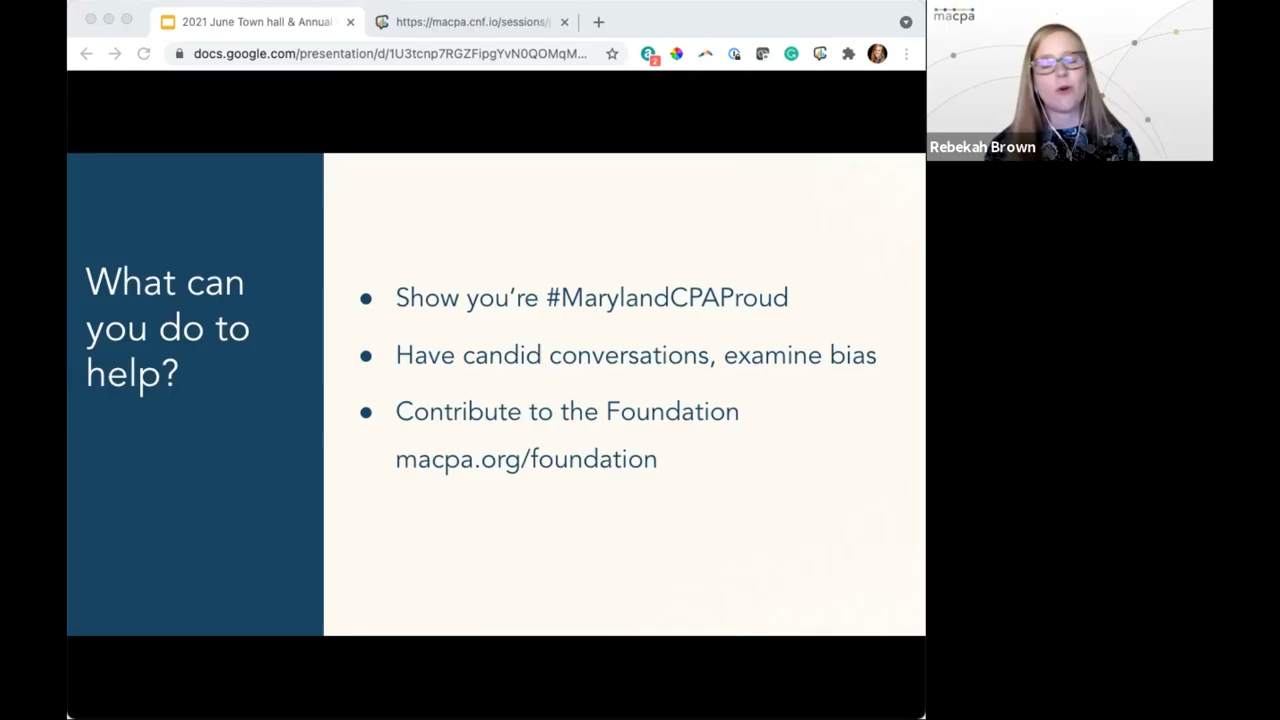 2021 June Town hall & Annual
https://macpa.cnf.io/sessions/
docs.google.com/presentation/d/1U3tcnp7RGZFipgYvN0QOMqM...
2
macpa
Rebekah Brown
What can
you do to
help?
● Show you're #MarylandCPAProud
● Have candid conversations, examine bias
● Contribute to the Foundation
macpa.org/foundation